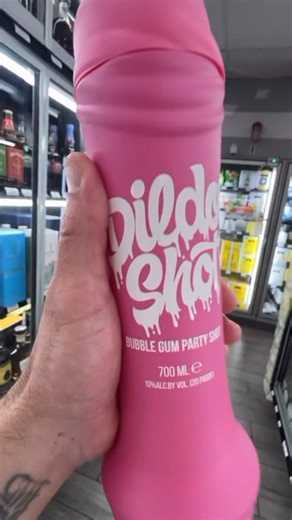 Dildo
Shot
BUBBLE GUM PARTY SHOT
700 ML ℮
10%ALC.BY VOL. (20 PROOF)